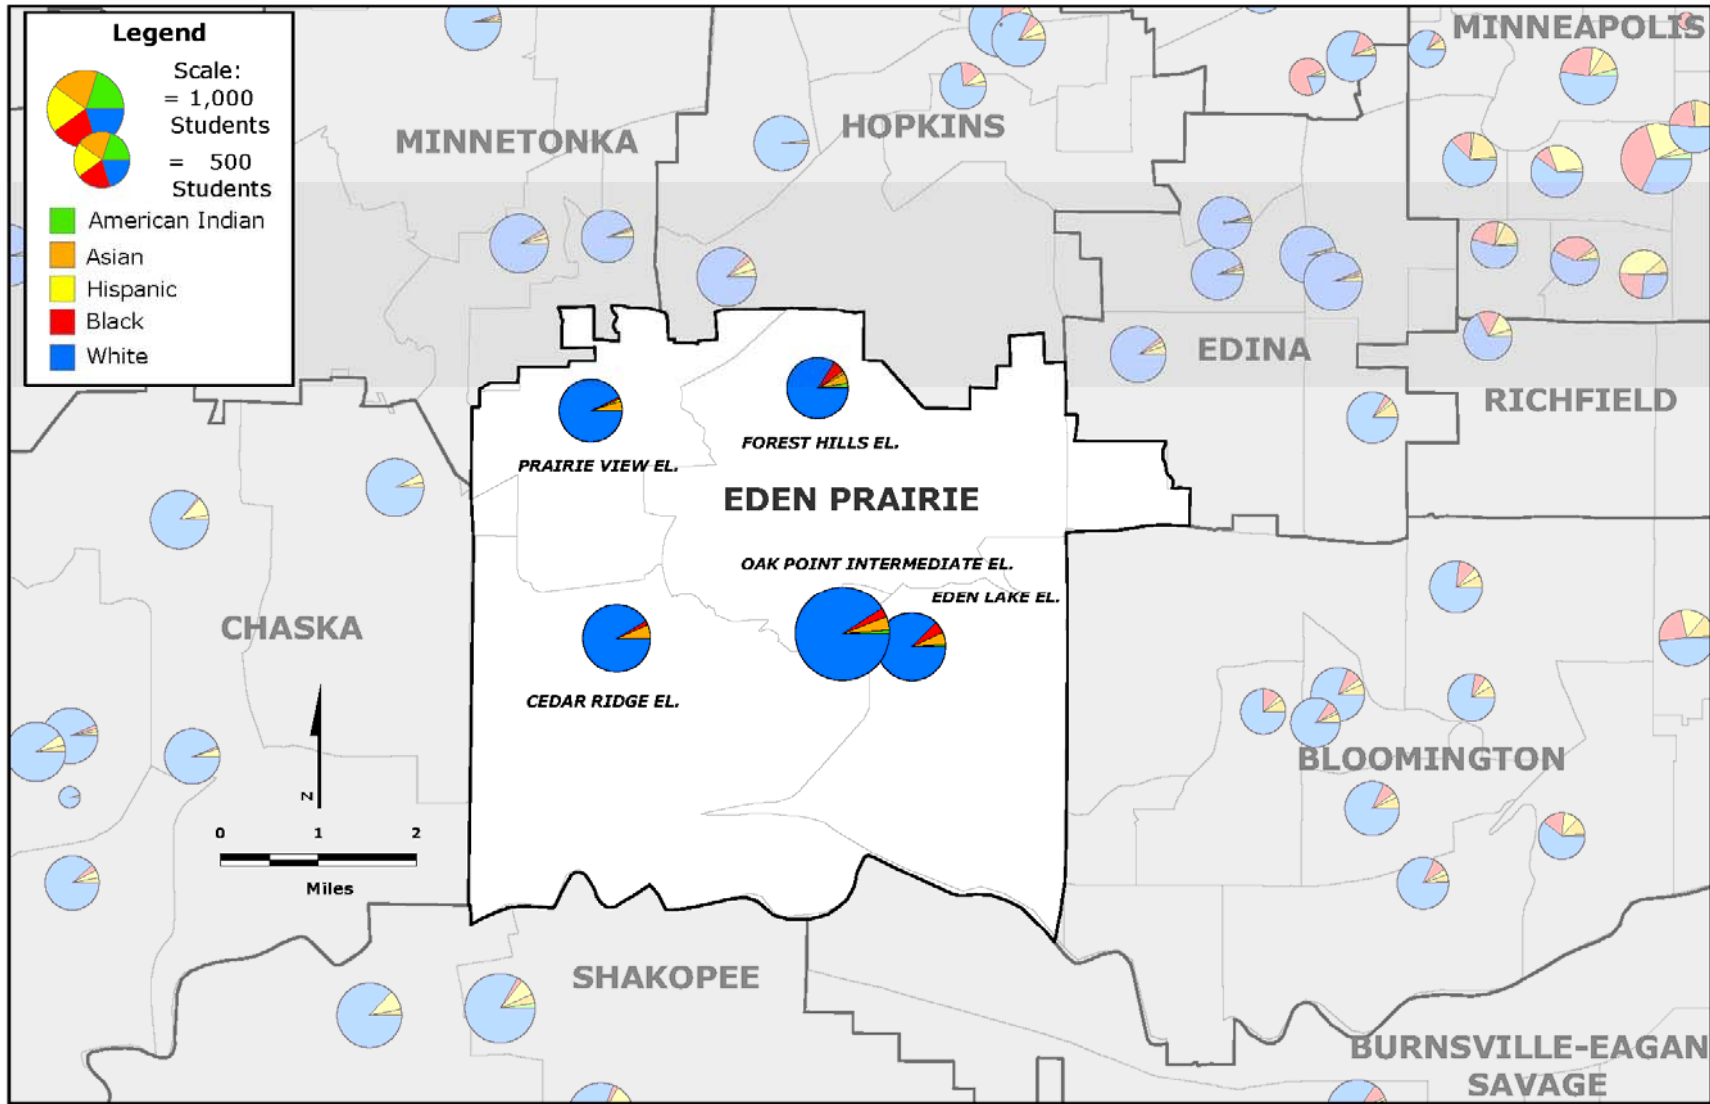 Legend
Scale:
= 1,000
Students
= 500
Students
American Indian
Asian
Hispanic
Black
White
MINNEAPOLIS
MINNETONKA
HOPKINS
EDINA
RICHFIELD
FOREST HILLS EL.
PRAIRIE VIEW EL.
EDEN PRAIRIE
OAK POINT INTERMEDIATE EL.
EDEN LAKE EL.
CHASKA
CEDAR RIDGE EL.
BLOOMINGTON
N
0 1 2
Miles
SHAKOPEE
BURNSVILLE-EAGAN
SAVAGE